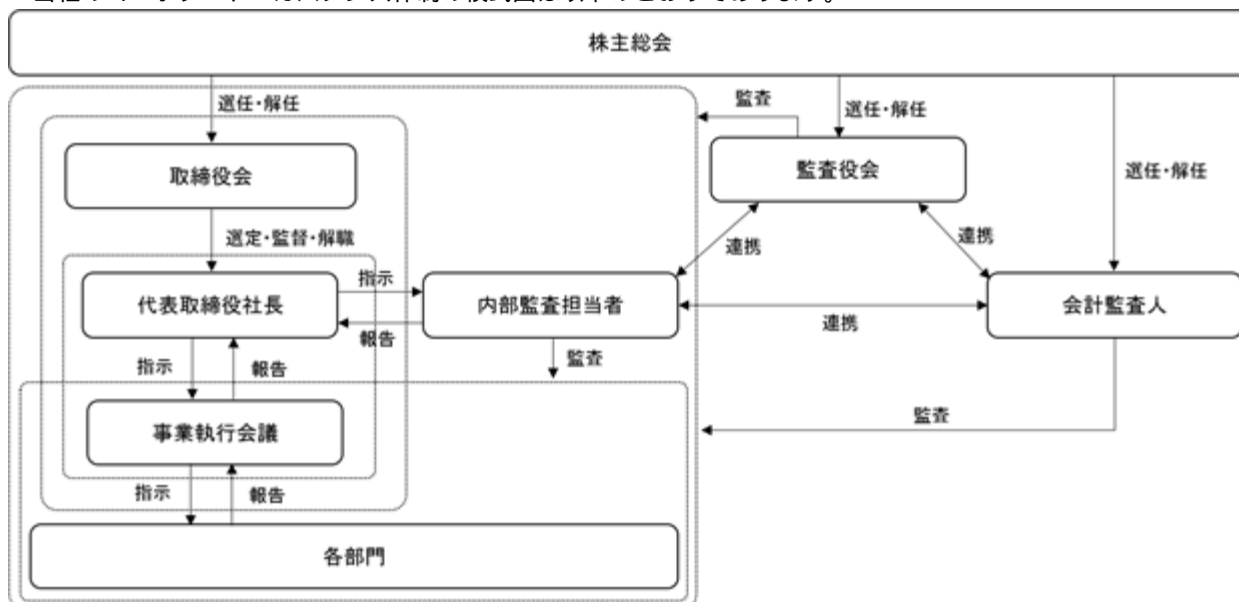 株主総会
選任・解任
監査
選任・解任
取締役会
監査役会
選任・解任
選定・監督・解職
連携
連携
代表取締役社長
指示
報告
内部監査担当者
連携
会計監査人
指示
報告
監査
事業執行会議
監査
指示
報告
各部門